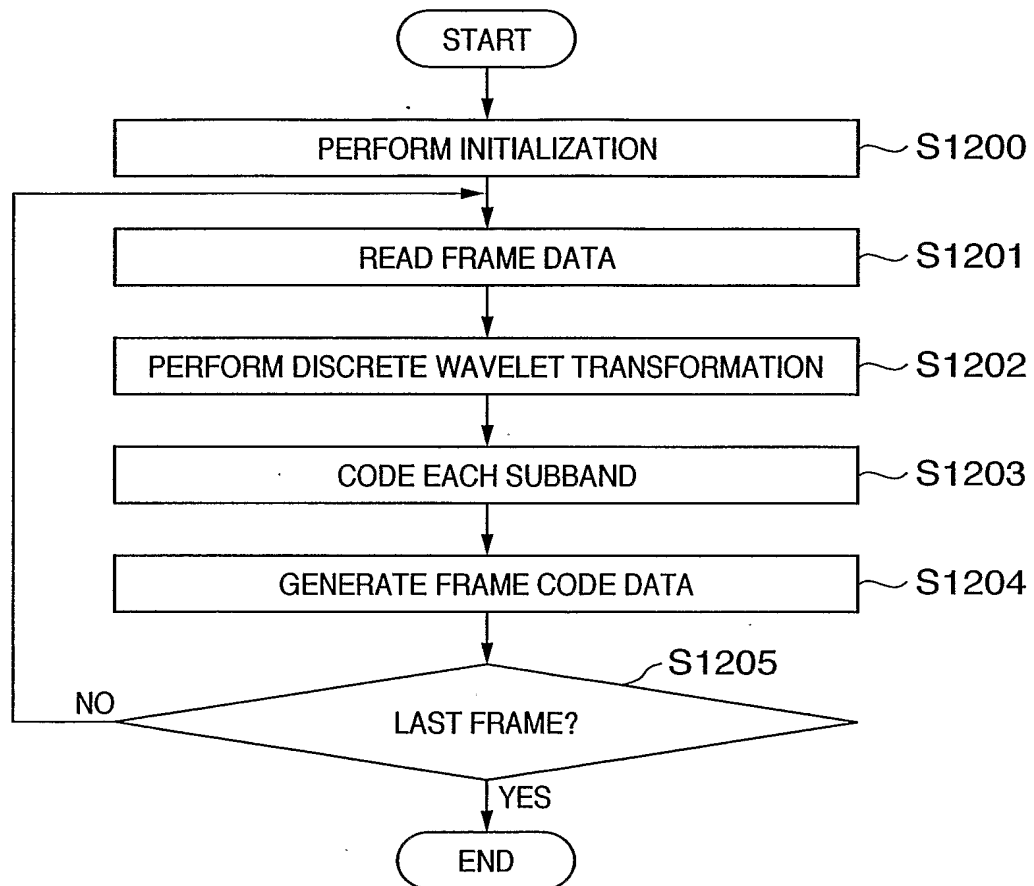 START
PERFORM INITIALIZATION
S1200
READ FRAME DATA
S1201
PERFORM DISCRETE WAVELET TRANSFORMATION
S1202
CODE EACH SUBBAND
S1203
GENERATE FRAME CODE DATA
S1204
S1205
NO
LAST FRAME?
YES
END